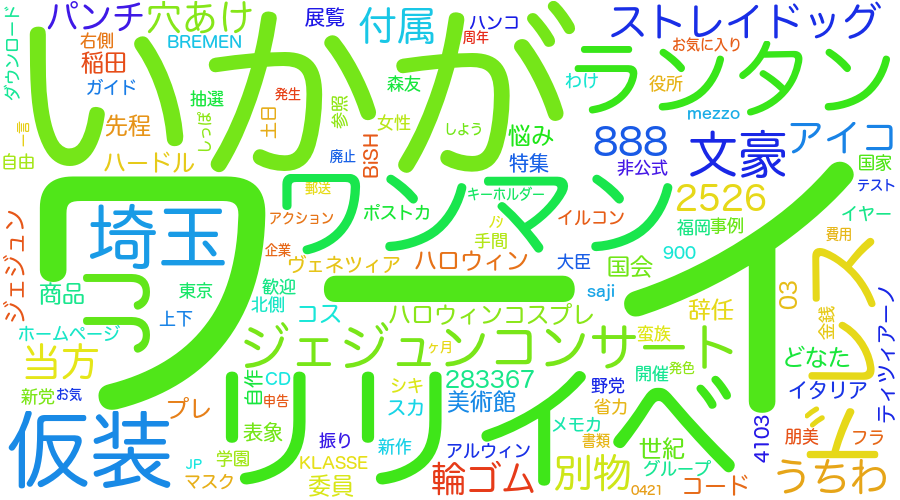 ダウンロード
パンチ
穴あけ
展覧
付属
ハンコ
周年
ストレイドッグ
いかがハ
右側
BREMEN
稲田
お気に入り
ランタン
ガイド
抽選
発生
森友
わけ
役所
一言
先程
しっぽ
土日
参照
女性
しよう
mezzo
悩み
888
文豪
アイコ
自由
ハードル
廃止
BiSH
特集
非公式
国家
テスト
ワーイ
郵送
ワンマン
キーホルダー
2526
埼玉
アクション
ポストカ
イルコン
福岡
事例
イヤー
ジェジュン
企業
手間
費用
ヴェネツィア
ハロウィン
大臣
国会
900
ドレス
商品
つつ
東京
歓迎
saji
03
上下
北側
コス
ハロウィンコスプレ
辞任
金銭
ホームページ
ジェジュンコンサート
蛮族
ヶ月
どなた
ティツィアーノ
当方
リリイベ
CD
283367
開催
発色
新党
お気
自作
申告
シキ
野党
イタリア
仮装
プレ
スカ
美術館
省力
表象
振り
新作
アルウィン
メモカ
書類
世紀
4103
朋美
フラ
JP
学園
KLASSE
輪ゴム
別物
グループ
うちわ
マスク
委員
0421
コード